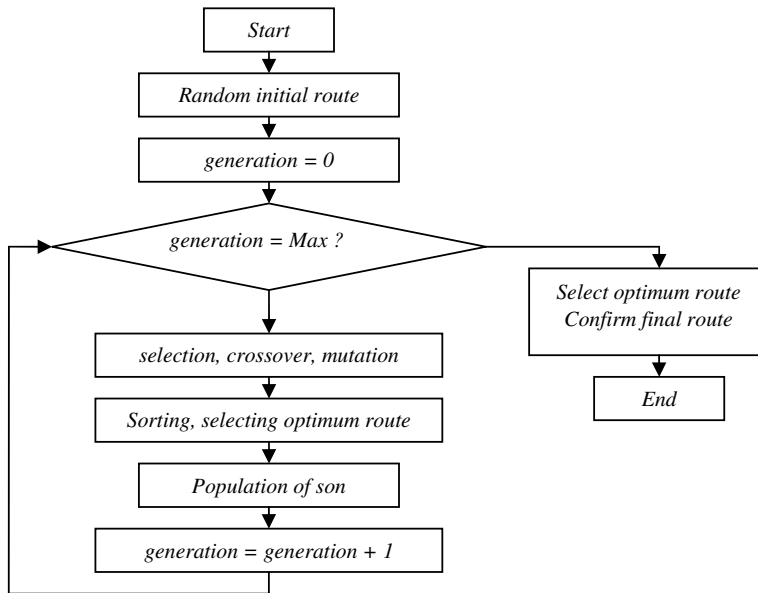 Start
Random initial route
generation = 0
generation = Max ?
Select optimum route
Confirm final route
End
selection, crossover, mutation
Sorting, selecting optimum route
Population of son
generation = generation + 1